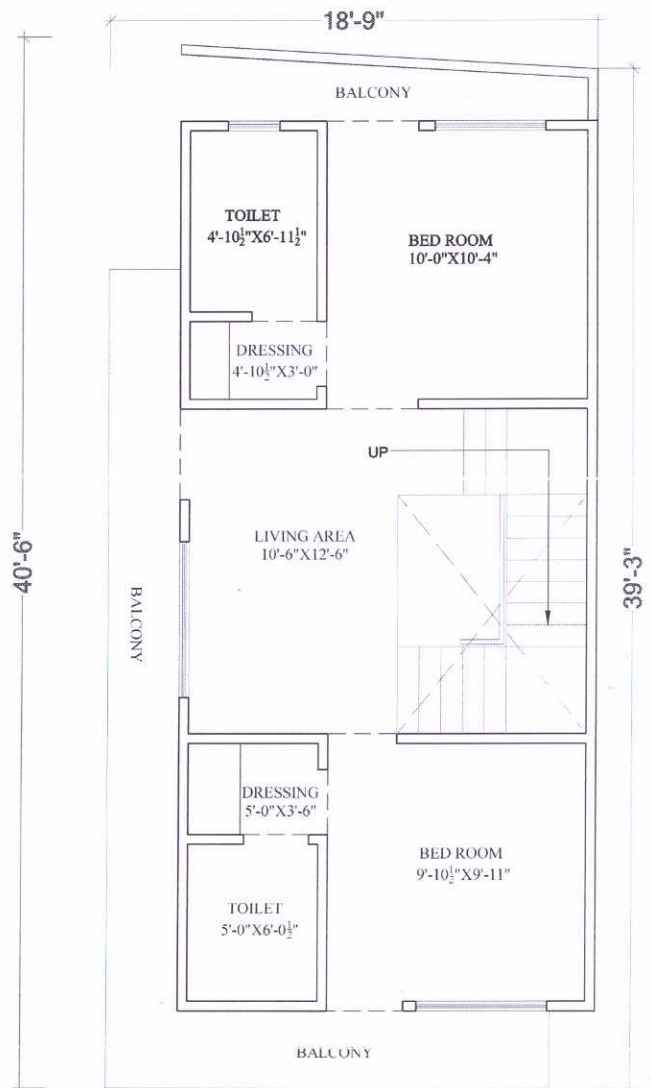 18'-9"
40'-6"
BALCONY
TOILET
4'-10½"X6'-11½"
BED ROOM
10'-0"X10'-4"
DRESSING
4'-10½"X3'-0"
UP
LIVING AREA
10'-6"X12'-6"
39'-3"
BALCONY
DRESSING
5'-0"X3'-6"
BED ROOM
9'-10½"X9'-11"
TOILET
5'-0"X6'-0½"
BALCONY